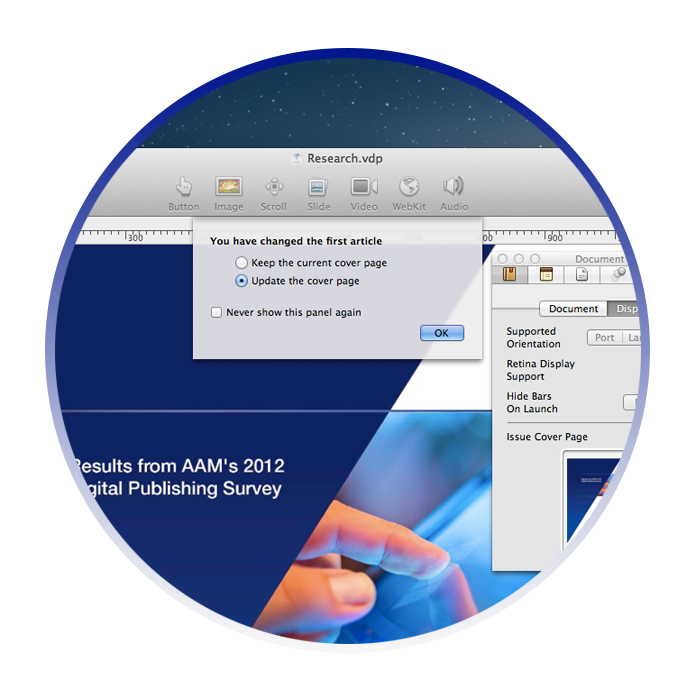 Research.vdp
Button Image Scroll Slide Video WebKit Audio
300 900
You have changed the first article
Keep the current cover page
Update the cover page
Never show this panel again
OK
Document
Document
Supported
Orientation
Port
Retina Display
Support
Hide Bars
On Launch
Issue Cover Page
Results from AAM's 2012
Digital Publishing Survey